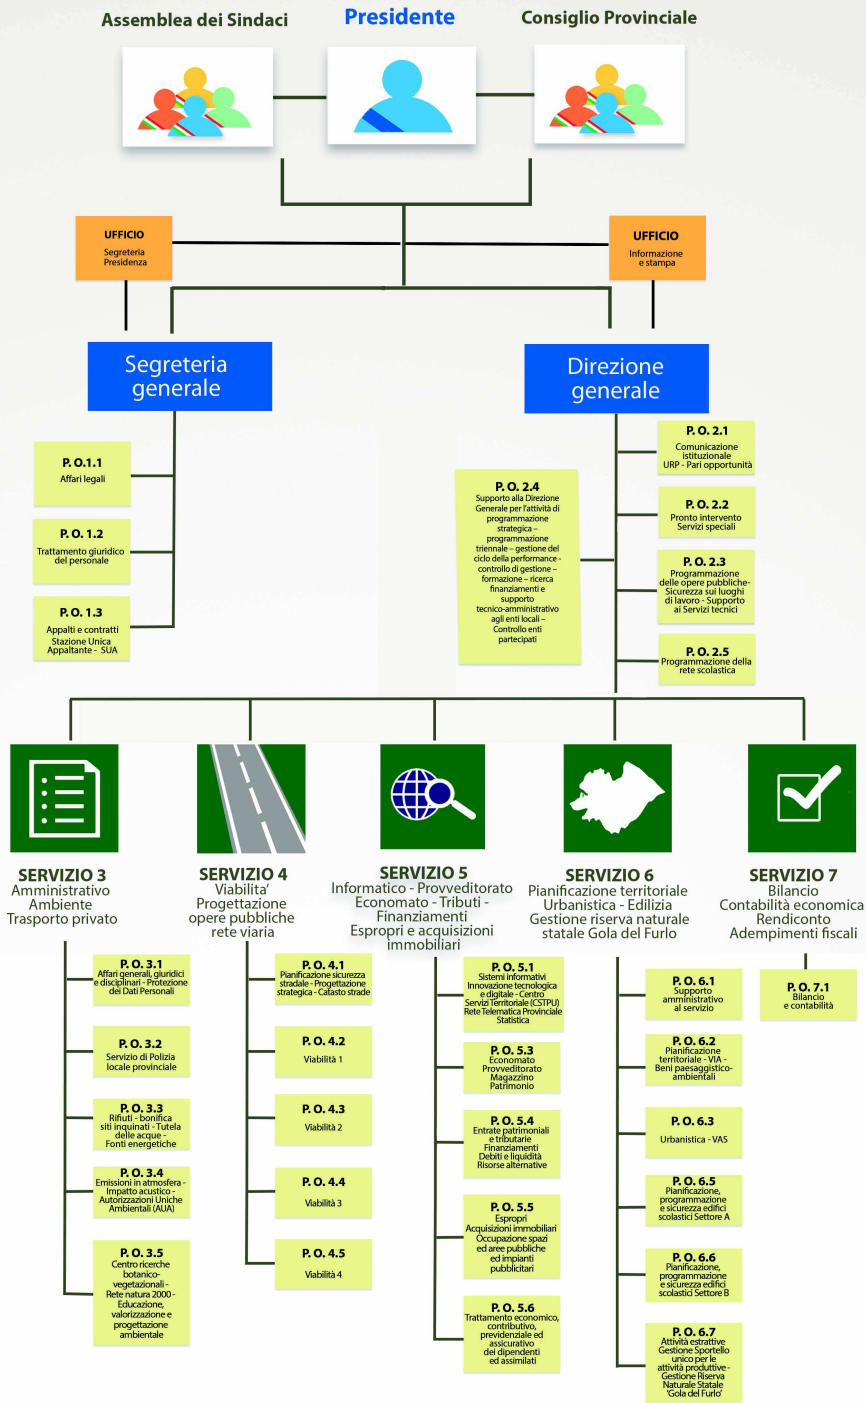 Assemblea dei Sindaci
Presidente
Consiglio Provinciale
UFFICIO
Segreteria
Presidenza
UFFICIO
Informazione
e stampa
Segreteria
generale
Direzione
generale
P. O.1.1
Affari legali
P. O. 1.2
Trattamento giuridico
del personale
P. O. 1.3
Appalti e contratti
Stazione Unica
Appaltante - SUA
P. O. 2.4
Supporto alla Direzione
Generale per l'attività di
programmazione
strategica –
programmazione
triennale – gestione del
ciclo della performance -
controllo di gestione –
formazione – ricerca
finanziamenti e
supporto
tecnico-amministrativo
agli enti locali –
Controllo enti
partecipati
P. O. 2.1
Comunicazione
istituzionale
URP - Pari opportunità
P. O. 2.2
Pronto intervento
Servizi speciali
P. O. 2.3
Programmazione
delle opere pubbliche-
Sicurezza sui luoghi
di lavoro - Supporto
ai Servizi tecnici
P. O. 2.5
Programmazione della
rete scolastica
SERVIZIO 3
Amministrativo
Ambiente
Trasporto privato
P. O. 3.1
Affari generali, giuridici
e disciplinari - Protezione
dei Dati Personali
P. O. 3.2
Servizio di Polizia
locale provinciale
P. O. 3.3
Rifiuti - bonifica
siti inquinati - Tutela
delle acque -
Fonti energetiche
P. O. 3.4
Emissioni in atmosfera -
Impatto acustico -
Autorizzazioni Uniche
Ambientali (AUA)
P. O. 3.5
Centro ricerche
botanico-
vegetazionali -
Rete natura 2000 -
Educazione,
valorizzazione e
progettazione
ambientale
SERVIZIO 4
Viabilita'
Progettazione
opere pubbliche
rete viaria
P. O. 4.1
Pianificazione sicurezza
stradale - Progettazione
strategica - Catasto strade
P. O. 4.2
Viabilità 1
P. O. 4.3
Viabilità 2
P. O. 4.4
Viabilità 3
P. O. 4.5
Viabilità 4
SERVIZIO 5
Informatico - Provveditorato
Economato - Tributi -
Finanziamenti
Espropri e acquisizioni
immobiliari
P. O. 5.1
Sistemi informativi
Innovazione tecnologica
e digitale - Centro
Servizi Territoriale (CSTPU)
Rete Telematica Provinciale
Statistica
P. O. 5.3
Economato
Provveditorato
Magazzino
Patrimonio
P. O. 5.4
Entrate patrimoniali
e tributarie
Finanziamenti
Debiti e liquidità
Risorse alternative
P. O. 5.5
Espropri
Acquisizioni immobiliari
Occupazione spazi
ed aree pubbliche
ed impianti
pubblicitari
P. O. 5.6
Trattamento economico,
contributivo,
previdenziale ed
assicurativo
dei dipendenti
ed assimilati
SERVIZIO 6
Pianificazione territoriale
Urbanistica - Edilizia
Gestione riserva naturale
statale Gola del Furlo
P. O. 6.1
Supporto
amministrativo
al servizio
P. O. 6.2
Pianificazione
territoriale - VIA -
Beni paesaggistico-
ambientali
P. O. 6.3
Urbanistica - VAS
P. O. 6.5
Pianificazione,
programmazione
e sicurezza edifici
scolastici Settore A
P. O. 6.6
Pianificazione,
programmazione
e sicurezza edifici
scolastici Settore B
P. O. 6.7
Attività estrattive
Gestione Sportello
unico per le
attività produttive -
Gestione Riserva
Naturale Statale
'Gola del Furlo'
SERVIZIO 7
Bilancio
Contabilità economica
Rendiconto
Adempimenti fiscali
P. O. 7.1
Bilancio
e contabilità